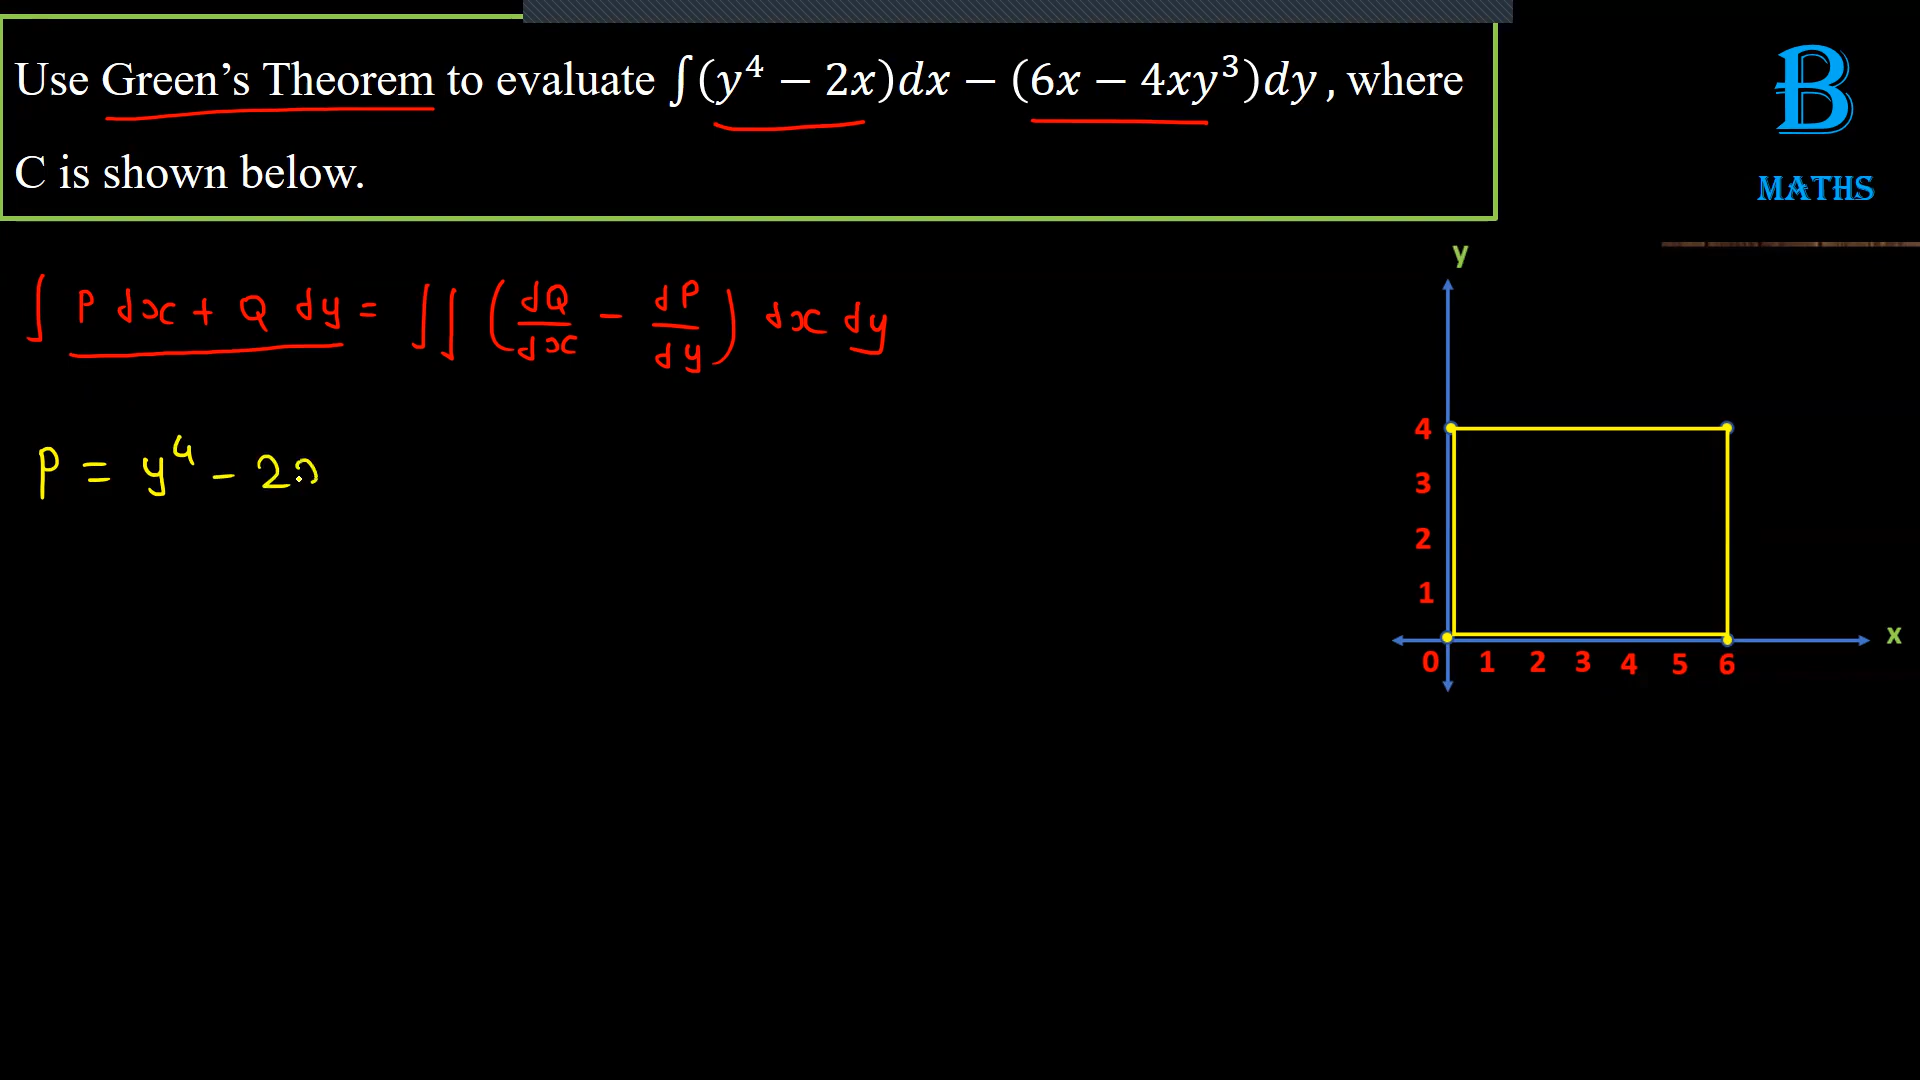 Use Green's Theorem to evaluate ∫(y⁴ − 2x)dx − (6x − 4xy³)dy, where
C is shown below.
B
MATHS
∫ P dx + Q dy = ∬ (dQ/dx − dP/dy) dx dy
P = y⁴ - 2
y
4
3
2
1
x
0 1 2 3 4 5 6